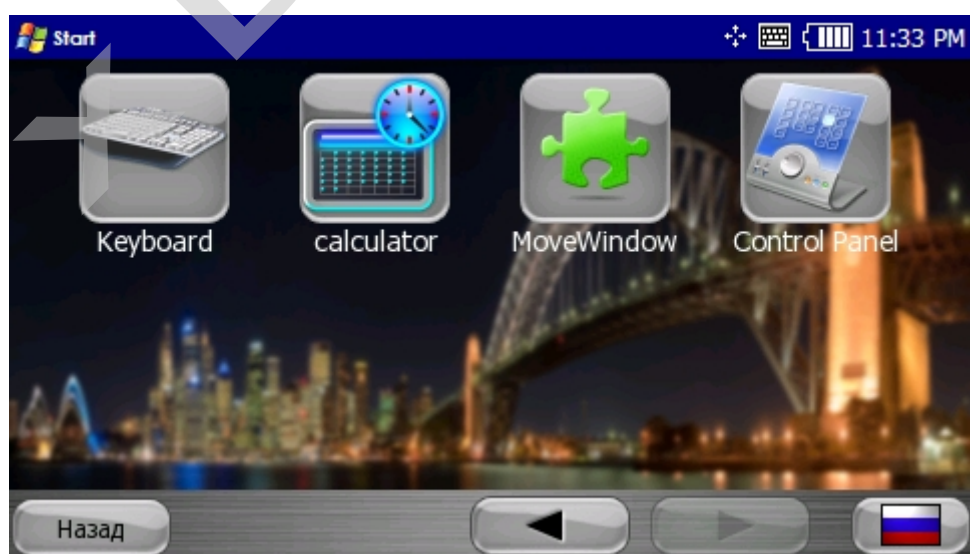 Start 11:33 PM
Keyboard calculator MoveWindow Control Panel
Назад